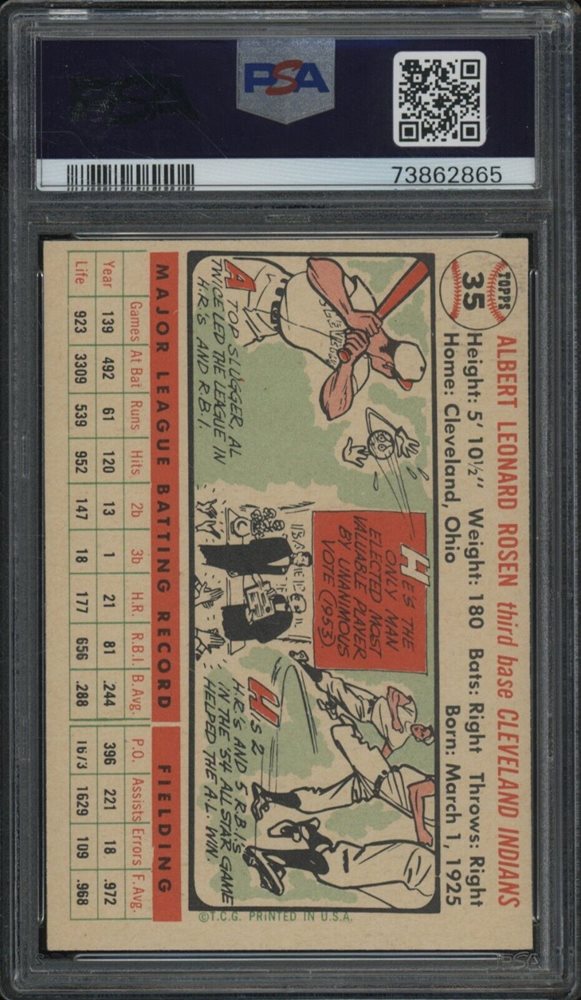 PSA
73862865
TOPPS
35
ALBERT LEONARD ROSEN third base CLEVELAND INDIANS
Height: 5' 10½" Weight: 180 Bats: Right Throws: Right
Home: Cleveland, Ohio Born: March 1, 1925
A TOP SLUGGER, AL
TWICE LED THE LEAGUE IN
H.R.'s AND R.B.I.
HE'S THE
ONLY MAN
ELECTED MOST
VALUABLE PLAYER
BY UNANIMOUS
VOTE (1953)
HIS 2
H.R.'s AND 5 R.B.I.'s
IN THE '54 ALL STAR GAME
HELPED THE A.L. WIN.
©T.C.G. PRINTED IN U.S.A.
MAJOR LEAGUE BATTING RECORD FIELDING
Games At Bat Runs Hits 2b 3b H.R. R.B.I. B.Avg. P.O. Assists Errors F. Avg.
Year 139 492 61 120 13 1 21 81 .244 396 221 18 .972
Life 923 3309 539 952 147 18 177 656 .288 1673 1629 109 .968
PSA